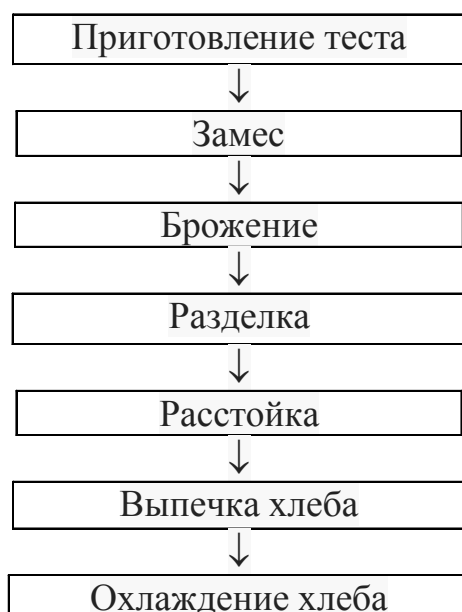 Приготовление теста
↓
Замес
↓
Брожение
↓
Разделка
↓
Расстойка
↓
Выпечка хлеба
↓
Охлаждение хлеба